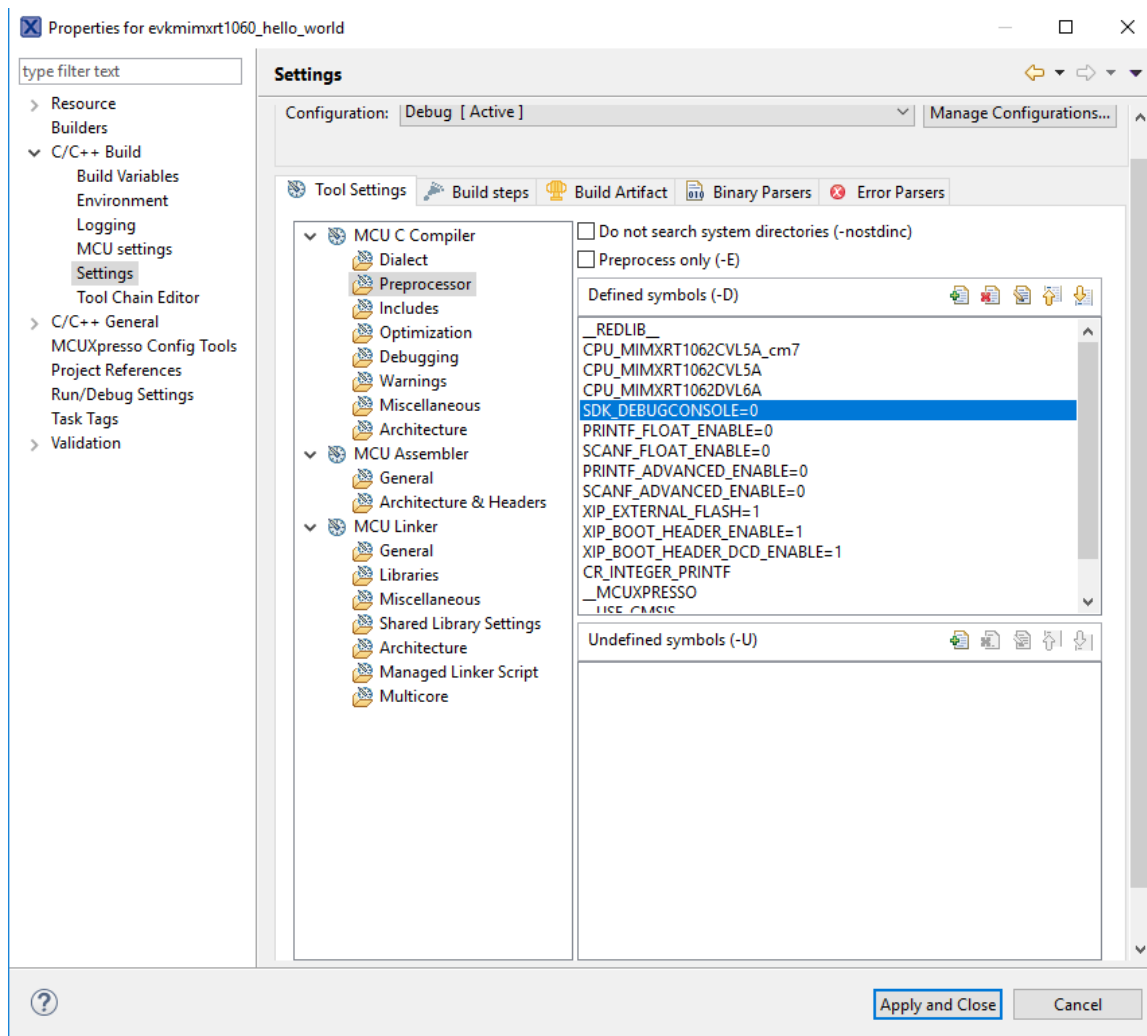 Properties for evkmimxrt1060_hello_world
type filter text
Resource
Builders
C/C++ Build
Build Variables
Environment
Logging
MCU settings
Settings
Tool Chain Editor
C/C++ General
MCUXpresso Config Tools
Project References
Run/Debug Settings
Task Tags
Validation
Settings
Configuration: Debug [ Active ] Manage Configurations...
Tool Settings Build steps Build Artifact Binary Parsers Error Parsers
MCU C Compiler
Dialect
Preprocessor
Includes
Optimization
Debugging
Warnings
Miscellaneous
Architecture
MCU Assembler
General
Architecture & Headers
MCU Linker
General
Libraries
Miscellaneous
Shared Library Settings
Architecture
Managed Linker Script
Multicore
Do not search system directories (-nostdinc)
Preprocess only (-E)
Defined symbols (-D)
__REDLIB__
CPU_MIMXRT1062CVL5A_cm7
CPU_MIMXRT1062CVL5A
CPU_MIMXRT1062DVL6A
SDK_DEBUGCONSOLE=0
PRINTF_FLOAT_ENABLE=0
SCANF_FLOAT_ENABLE=0
PRINTF_ADVANCED_ENABLE=0
SCANF_ADVANCED_ENABLE=0
XIP_EXTERNAL_FLASH=1
XIP_BOOT_HEADER_ENABLE=1
XIP_BOOT_HEADER_DCD_ENABLE=1
CR_INTEGER_PRINTF
__MCUXPRESSO
__USE_CMSIS
Undefined symbols (-U)
Apply and Close Cancel